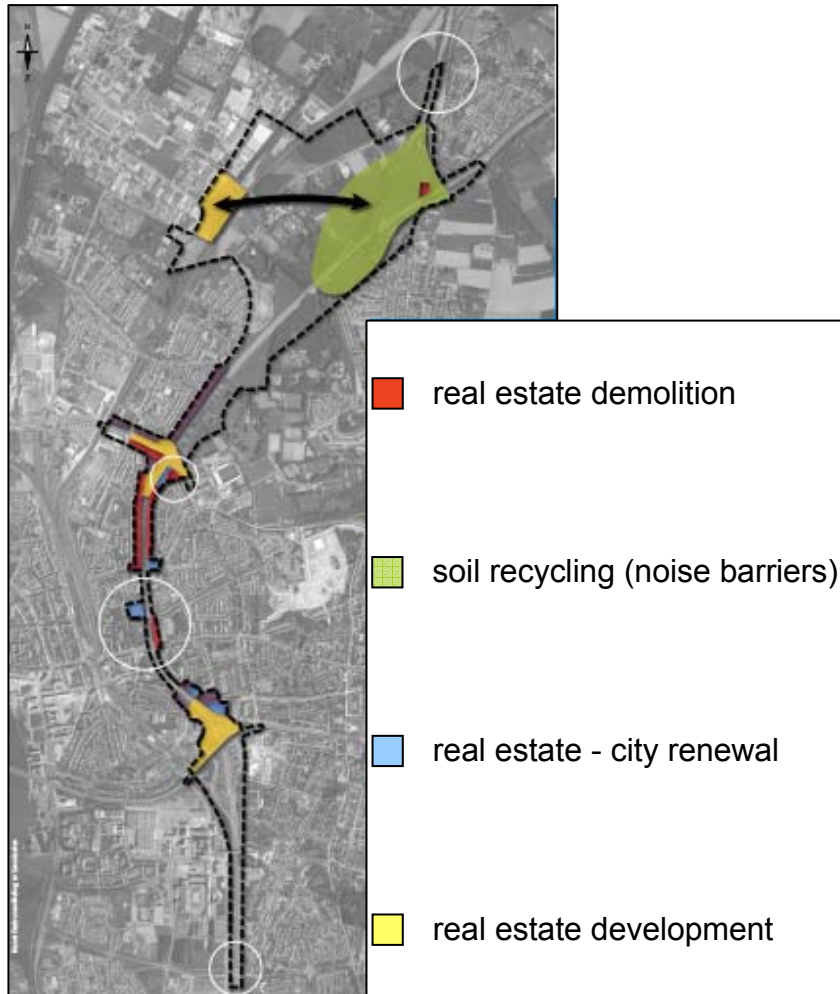 N
Z
real estate demolition
soil recycling (noise barriers)
real estate - city renewal
real estate development